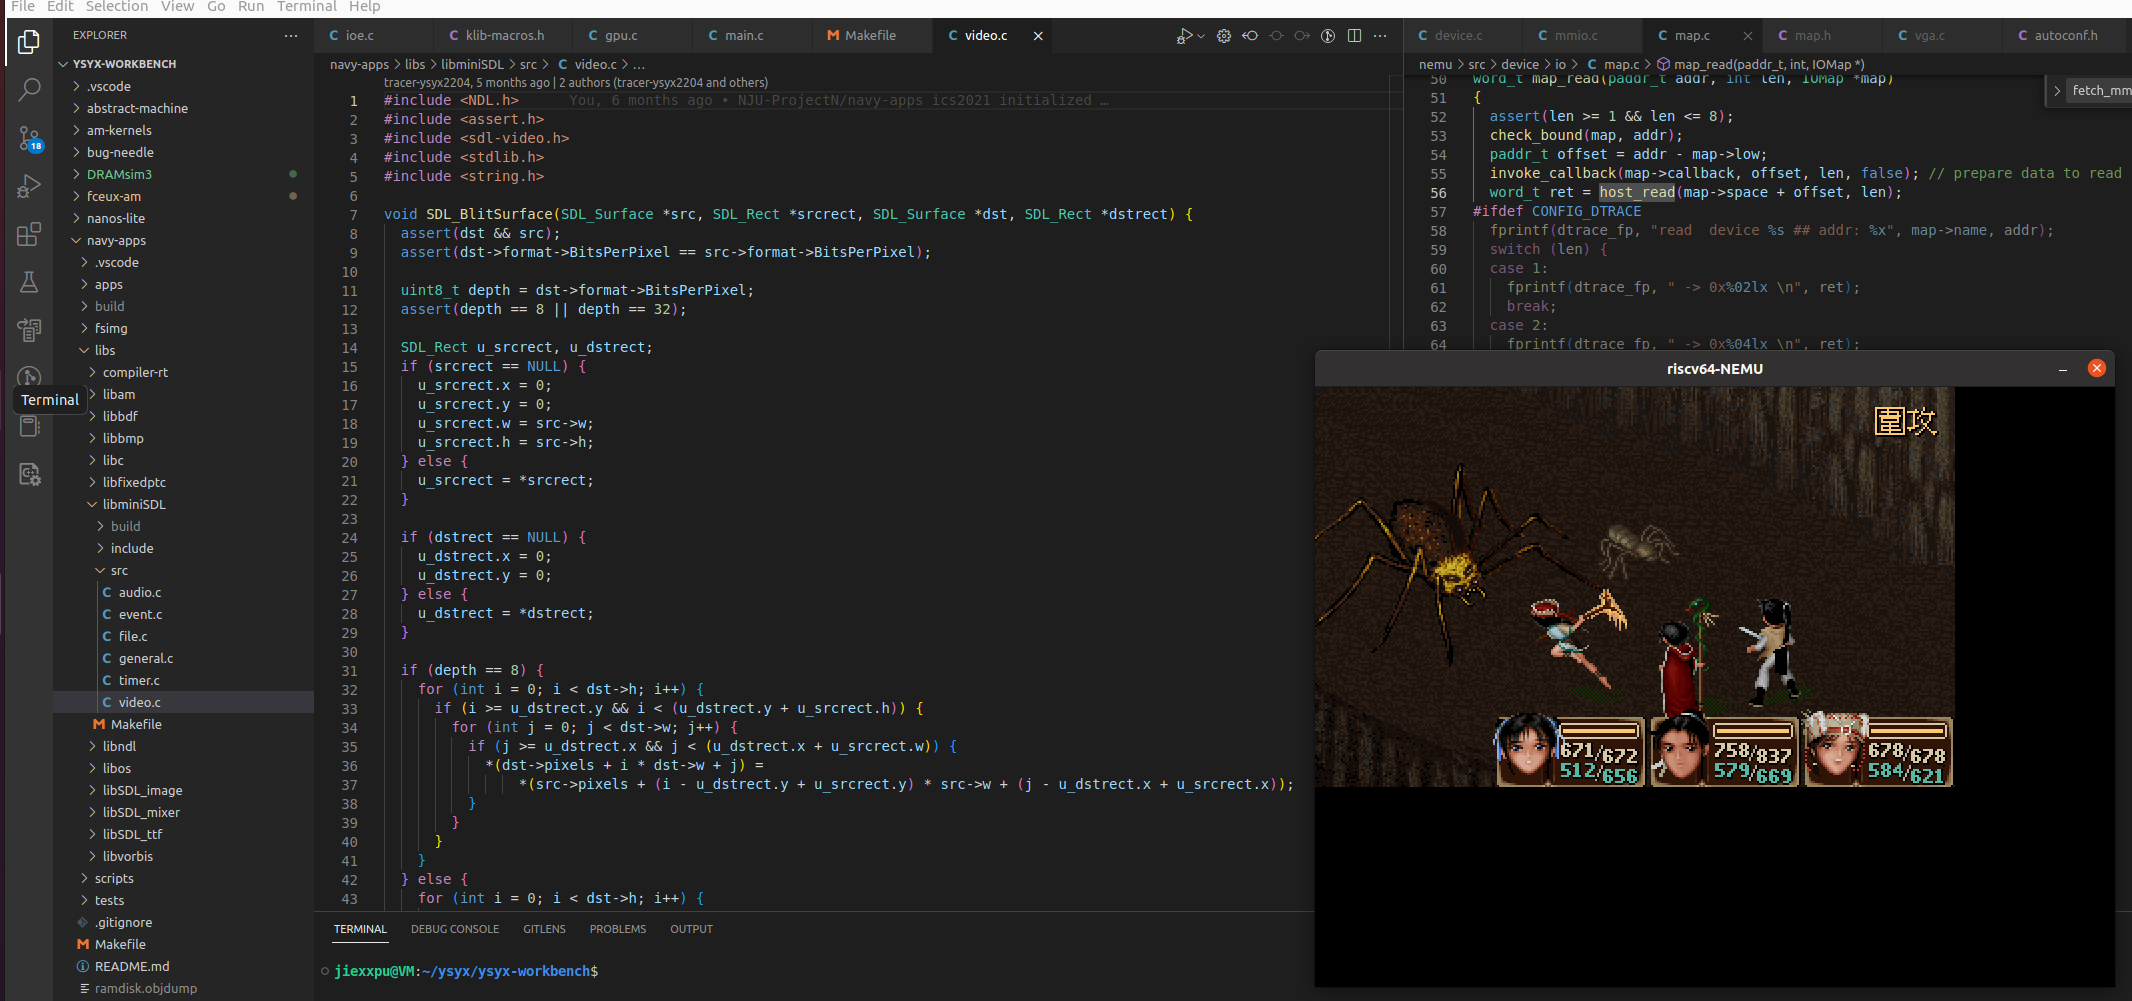 File Edit Selection View Go Run Terminal Help
EXPLORER
YSYX-WORKBENCH
.vscode
abstract-machine
am-kernels
bug-needle
DRAMsim3
fceux-am
nanos-lite
navy-apps
.vscode
apps
build
fsimg
libs
compiler-rt
libam
libbdf
libbmp
libc
libfixedptc
libminiSDL
build
include
src
C audio.c
C event.c
C file.c
C general.c
C timer.c
C video.c
M Makefile
libndl
libos
libSDL_image
libSDL_mixer
libSDL_ttf
libvorbis
scripts
tests
.gitignore
M Makefile
README.md
ramdisk.objdump
18
Terminal
C ioe.c C klib-macros.h C gpu.c C main.c M Makefile C video.c
navy-apps > libs > libminiSDL > src > C video.c > ...
tracer-ysyx2204, 5 months ago | 2 authors (tracer-ysyx2204 and others)
1 #include <NDL.h> You, 6 months ago • NJU-ProjectN/navy-apps ics2021 initialized …
2 #include <assert.h>
3 #include <sdl-video.h>
4 #include <stdlib.h>
5 #include <string.h>
6
7 void SDL_BlitSurface(SDL_Surface *src, SDL_Rect *srcrect, SDL_Surface *dst, SDL_Rect *dstrect) {
8 assert(dst && src);
9 assert(dst->format->BitsPerPixel == src->format->BitsPerPixel);
10
11 uint8_t depth = dst->format->BitsPerPixel;
12 assert(depth == 8 || depth == 32);
13
14 SDL_Rect u_srcrect, u_dstrect;
15 if (srcrect == NULL) {
16 u_srcrect.x = 0;
17 u_srcrect.y = 0;
18 u_srcrect.w = src->w;
19 u_srcrect.h = src->h;
20 } else {
21 u_srcrect = *srcrect;
22 }
23
24 if (dstrect == NULL) {
25 u_dstrect.x = 0;
26 u_dstrect.y = 0;
27 } else {
28 u_dstrect = *dstrect;
29 }
30
31 if (depth == 8) {
32 for (int i = 0; i < dst->h; i++) {
33 if (i >= u_dstrect.y && i < (u_dstrect.y + u_srcrect.h)) {
34 for (int j = 0; j < dst->w; j++) {
35 if (j >= u_dstrect.x && j < (u_dstrect.x + u_srcrect.w)) {
36 *(dst->pixels + i * dst->w + j) =
37 *(src->pixels + (i - u_dstrect.y + u_srcrect.y) * src->w + (j - u_dstrect.x + u_srcrect.x));
38 }
39 }
40 }
41 }
42 } else {
43 for (int i = 0; i < dst->h; i++) {
TERMINAL DEBUG CONSOLE GITLENS PROBLEMS OUTPUT
jiexxpu@VM:~/ysyx/ysyx-workbench$
C device.c C mmio.c C map.c C map.h C vga.c C autoconf.h
nemu > src > device > io > C map.c > map_read(paddr_t, int, IOMap *)
fetch_mm
50 word_t map_read(paddr_t addr, int len, IOMap *map)
51 {
52 assert(len >= 1 && len <= 8);
53 check_bound(map, addr);
54 paddr_t offset = addr - map->low;
55 invoke_callback(map->callback, offset, len, false); // prepare data to read
56 word_t ret = host_read(map->space + offset, len);
57 #ifdef CONFIG_DTRACE
58 fprintf(dtrace_fp, "read  device %s ## addr: %x", map->name, addr);
59 switch (len) {
60 case 1:
61 fprintf(dtrace_fp, " -> 0x%02lx \n", ret);
62 break;
63 case 2:
64 fprintf(dtrace_fp, " -> 0x%04lx \n", ret);
riscv64-NEMU
圍攻
671/672
512/656
758/837
579/669
678/678
584/621